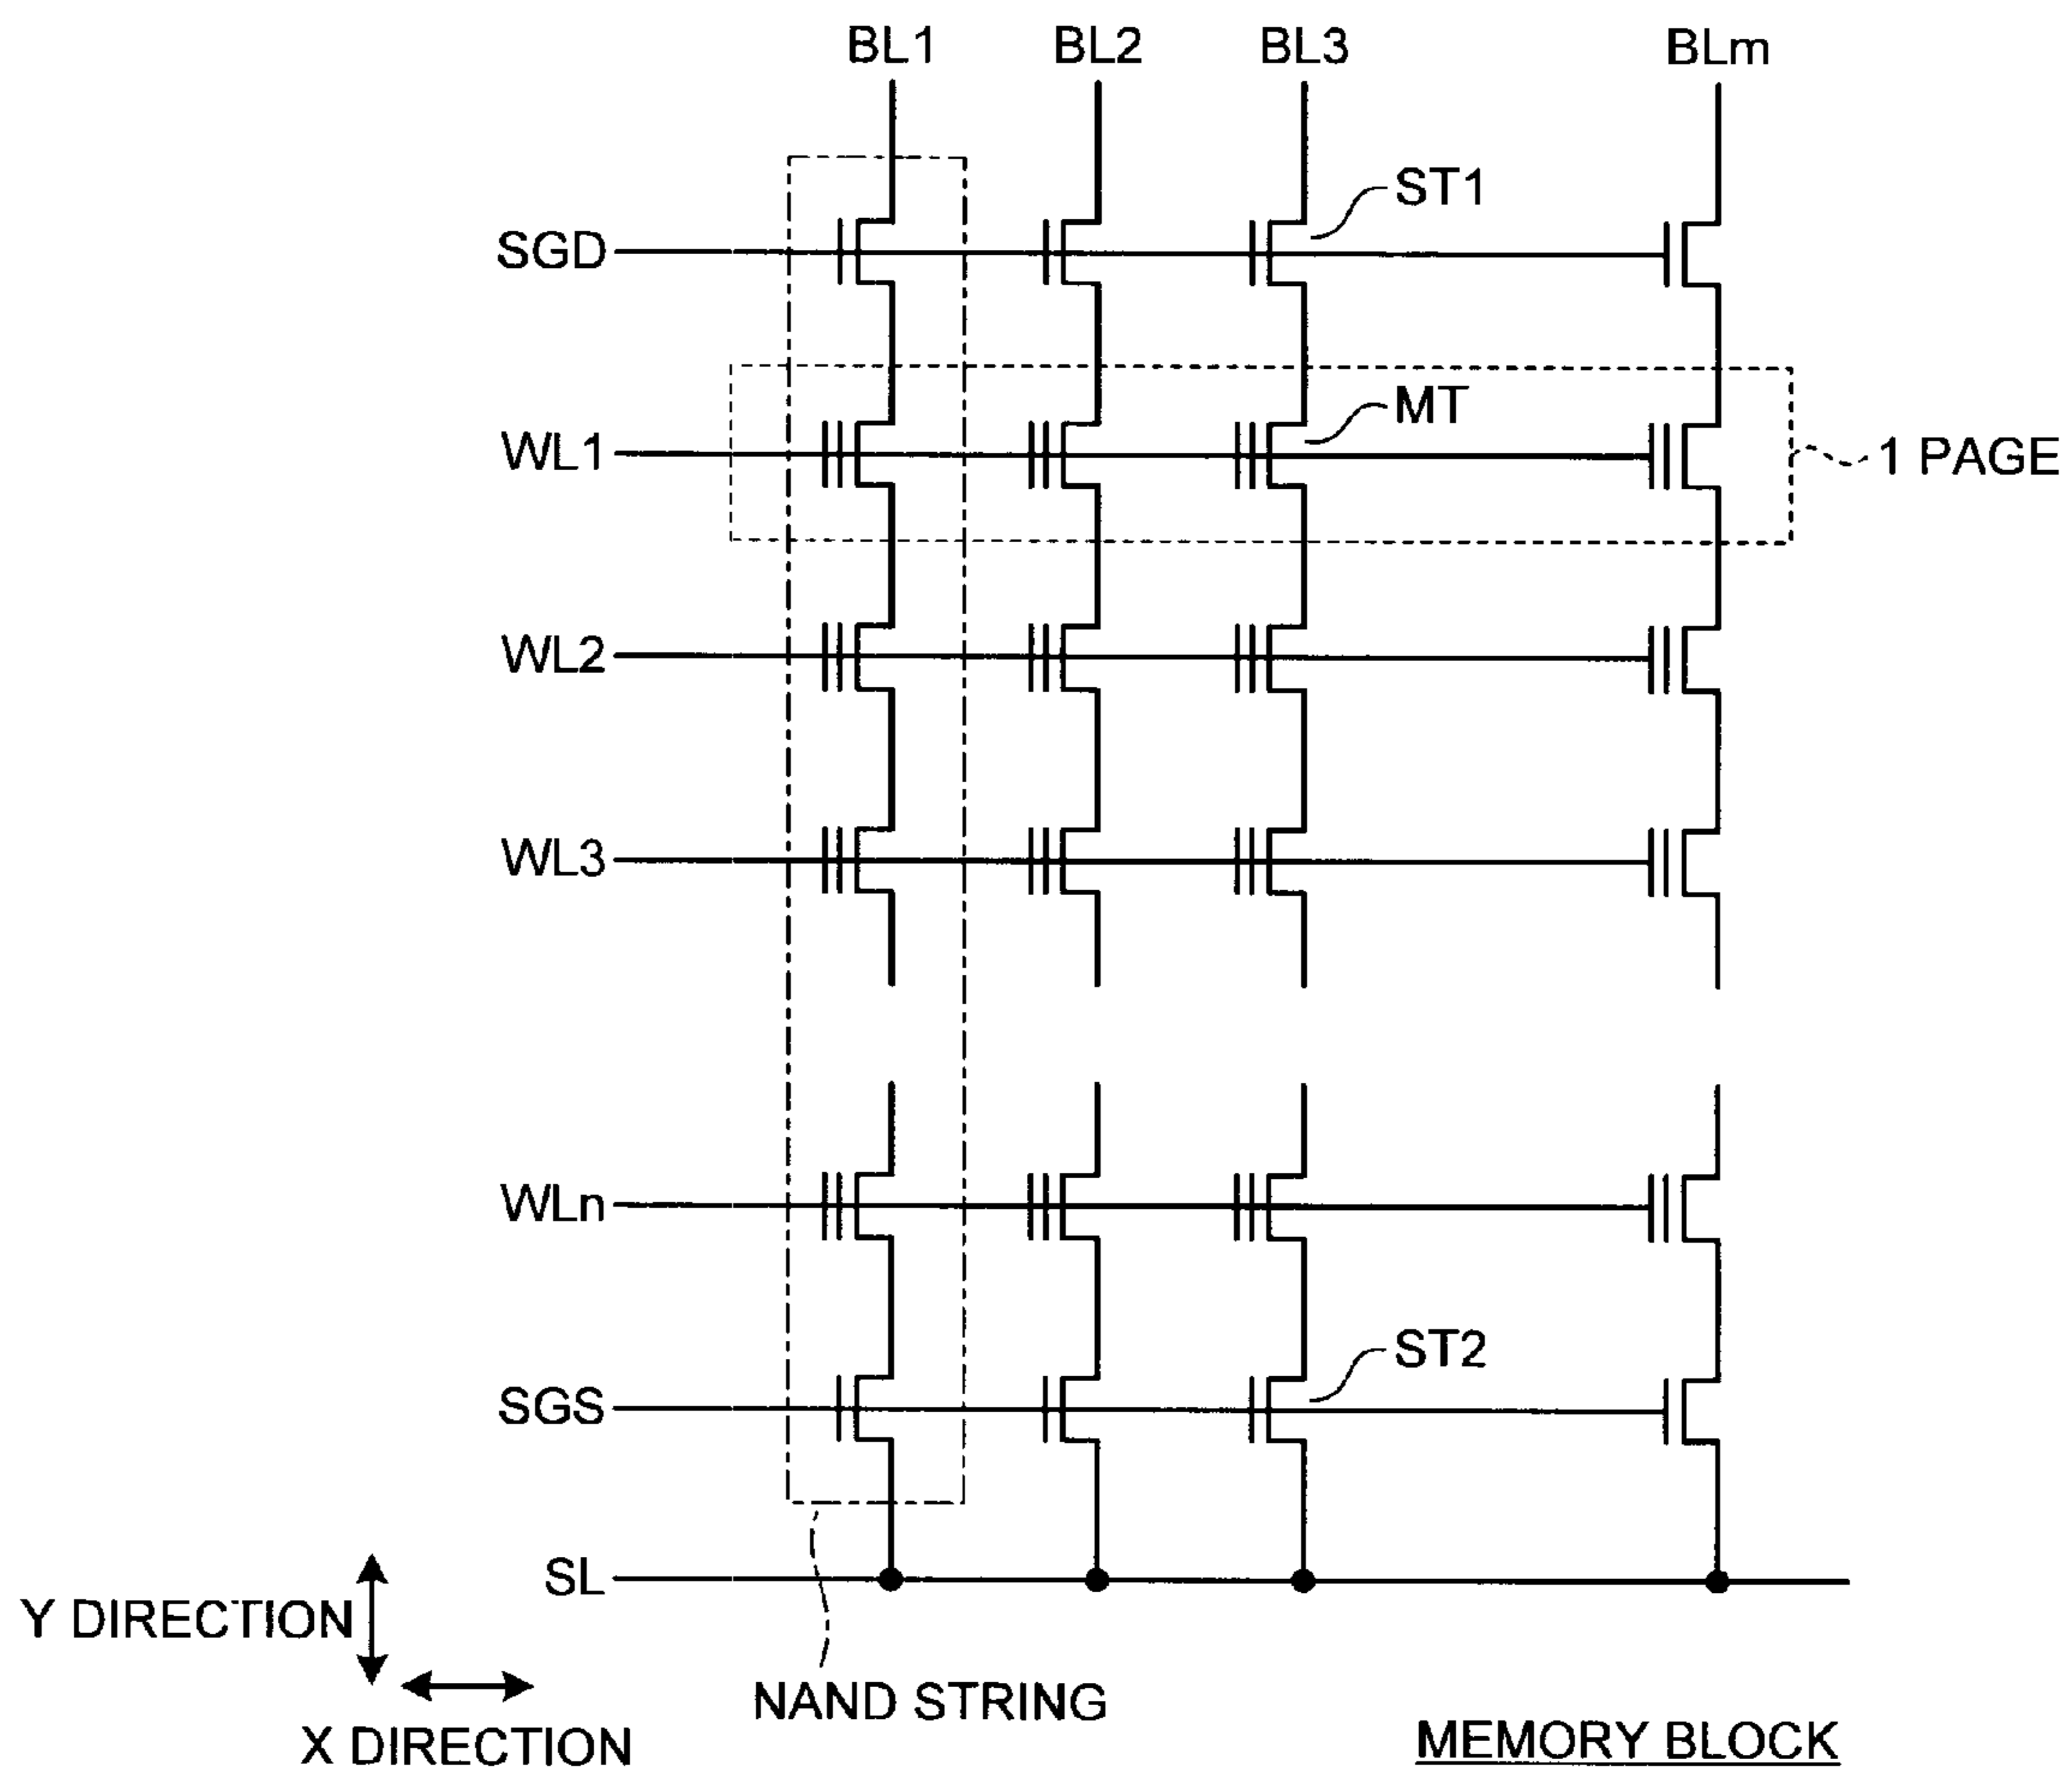 BL1 BL2 BL3 BLm
ST1
SGD
MT
WL1
1 PAGE
WL2
WL3
WLn
ST2
SGS
SL
Y DIRECTION
X DIRECTION
NAND STRING
MEMORY BLOCK